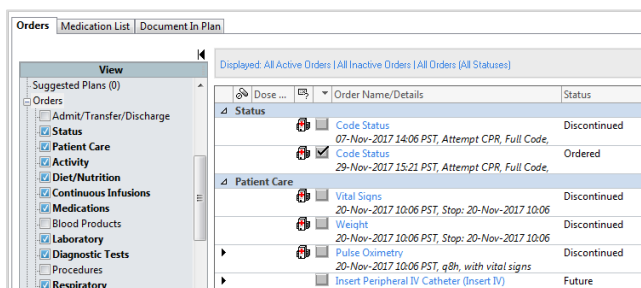 Orders Medication List Document In Plan
View
Displayed: All Active Orders | All Inactive Orders | All Orders (All Statuses)
Suggested Plans (0)
Orders
Admit/Transfer/Discharge
Status
Patient Care
Activity
Diet/Nutrition
Continuous Infusions
Medications
Blood Products
Laboratory
Diagnostic Tests
Procedures
Respiratory
Dose ... Order Name/Details Status
Status
Code Status Discontinued
07-Nov-2017 14:06 PST, Attempt CPR, Full Code,
Code Status Ordered
29-Nov-2017 15:21 PST, Attempt CPR, Full Code,
Patient Care
Vital Signs Discontinued
20-Nov-2017 10:06 PST, Stop: 20-Nov-2017 10:06
Weight Discontinued
20-Nov-2017 10:06 PST, Stop: 20-Nov-2017 10:06
Pulse Oximetry Discontinued
20-Nov-2017 10:06 PST, q8h, with vital signs
Insert Peripheral IV Catheter (Insert IV) Future